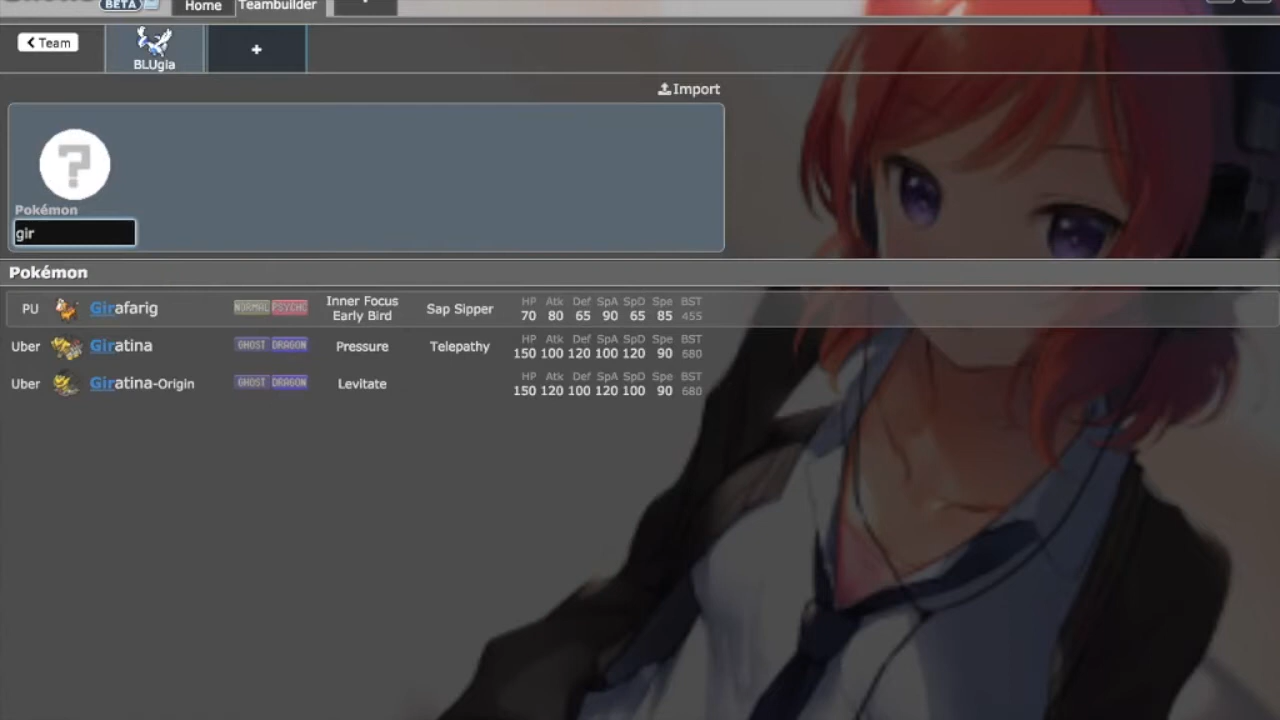 BETA
Home
Teambuilder
Team
BLUgia
+
Import
?
Pokémon
gir
Pokémon
PU Girafarig NORMAL PSYCHC Inner Focus Early Bird Sap Sipper HP 70 Atk 80 Def 65 SpA 90 SpD 65 Spe 85 BST 455
Uber Giratina GHOST DRAGON Pressure Telepathy HP 150 Atk 100 Def 120 SpA 100 SpD 120 Spe 90 BST 680
Uber Giratina-Origin GHOST DRAGON Levitate HP 150 Atk 120 Def 100 SpA 120 SpD 100 Spe 90 BST 680